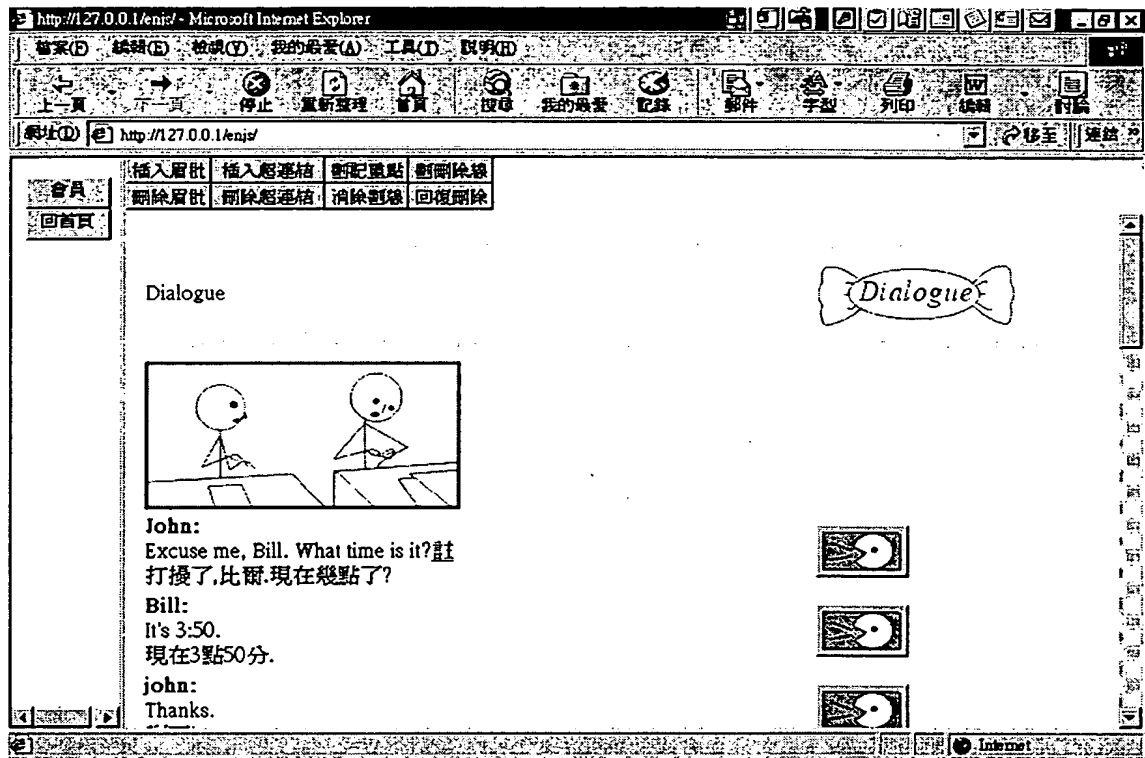 http://127.0.0.1/enjs/ - Microsoft Internet Explorer
檔案(F) 編輯(E) 檢視(V) 我的最愛(A) 工具(T) 說明(H)
上一頁 下一頁 停止 重新整理 首頁 搜尋 我的最愛 記錄 郵件 字型 列印 編輯 討論
網址(D) http://127.0.0.1/enjs/ 移至 連結 »
插入眉批 插入超連結 劃記重點 劃刪除線
會員 刪除眉批 刪除超連結 消除劃線 回復刪除
回首頁
Dialogue
Dialogue
John:
Excuse me, Bill. What time is it?註
打擾了,比爾.現在幾點了?
Bill:
It's 3:50.
現在3點50分.
john:
Thanks.
Internet